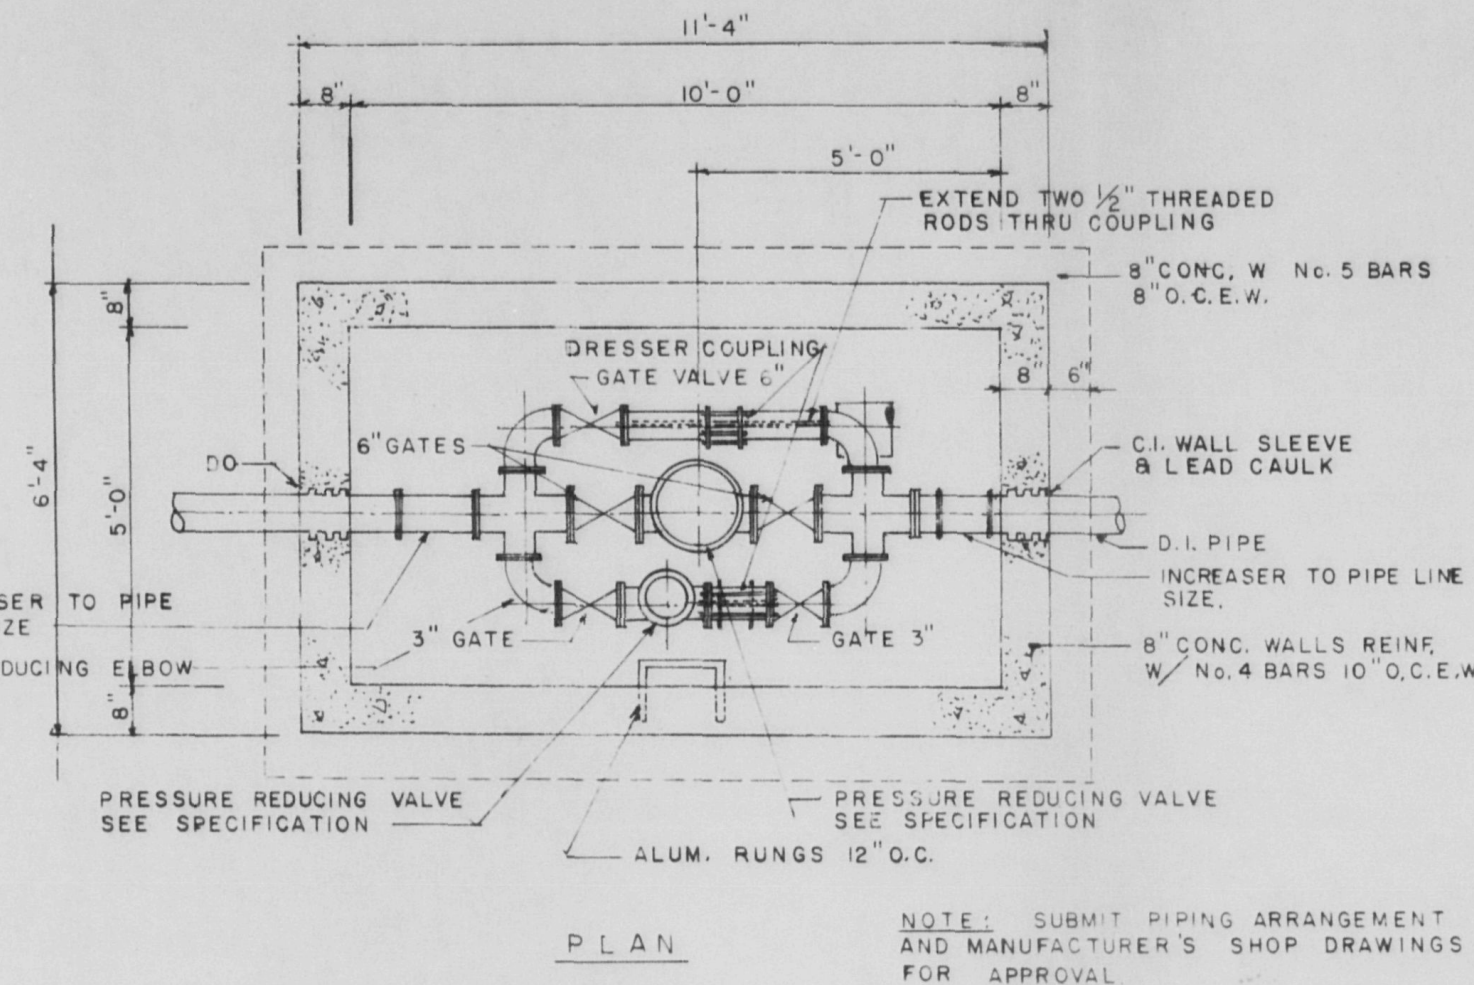 11'-4"
8"
10'-0"
8"
5'-0"
EXTEND TWO 1/2" THREADED
RODS THRU COUPLING
8" CONC. W No. 5 BARS
8" O.C.E.W.
8"
DRESSER COUPLING
GATE VALVE 6"
8"
6"
6" GATES
C.I. WALL SLEEVE
& LEAD CAULK
DO
6'-4"
5'-0"
D.I. PIPE
INCREASER TO PIPE LINE
SIZE.
SER TO PIPE
ZE
3" GATE
GATE 3"
8" CONC. WALLS REINF.
W/ No. 4 BARS 10" O.C.E.W
DUCING ELBOW
8"
PRESSURE REDUCING VALVE
SEE SPECIFICATION
PRESSURE REDUCING VALVE
SEE SPECIFICATION
ALUM. RUNGS 12" O.C.
PLAN
NOTE: SUBMIT PIPING ARRANGEMENT
AND MANUFACTURER'S SHOP DRAWINGS
FOR APPROVAL.